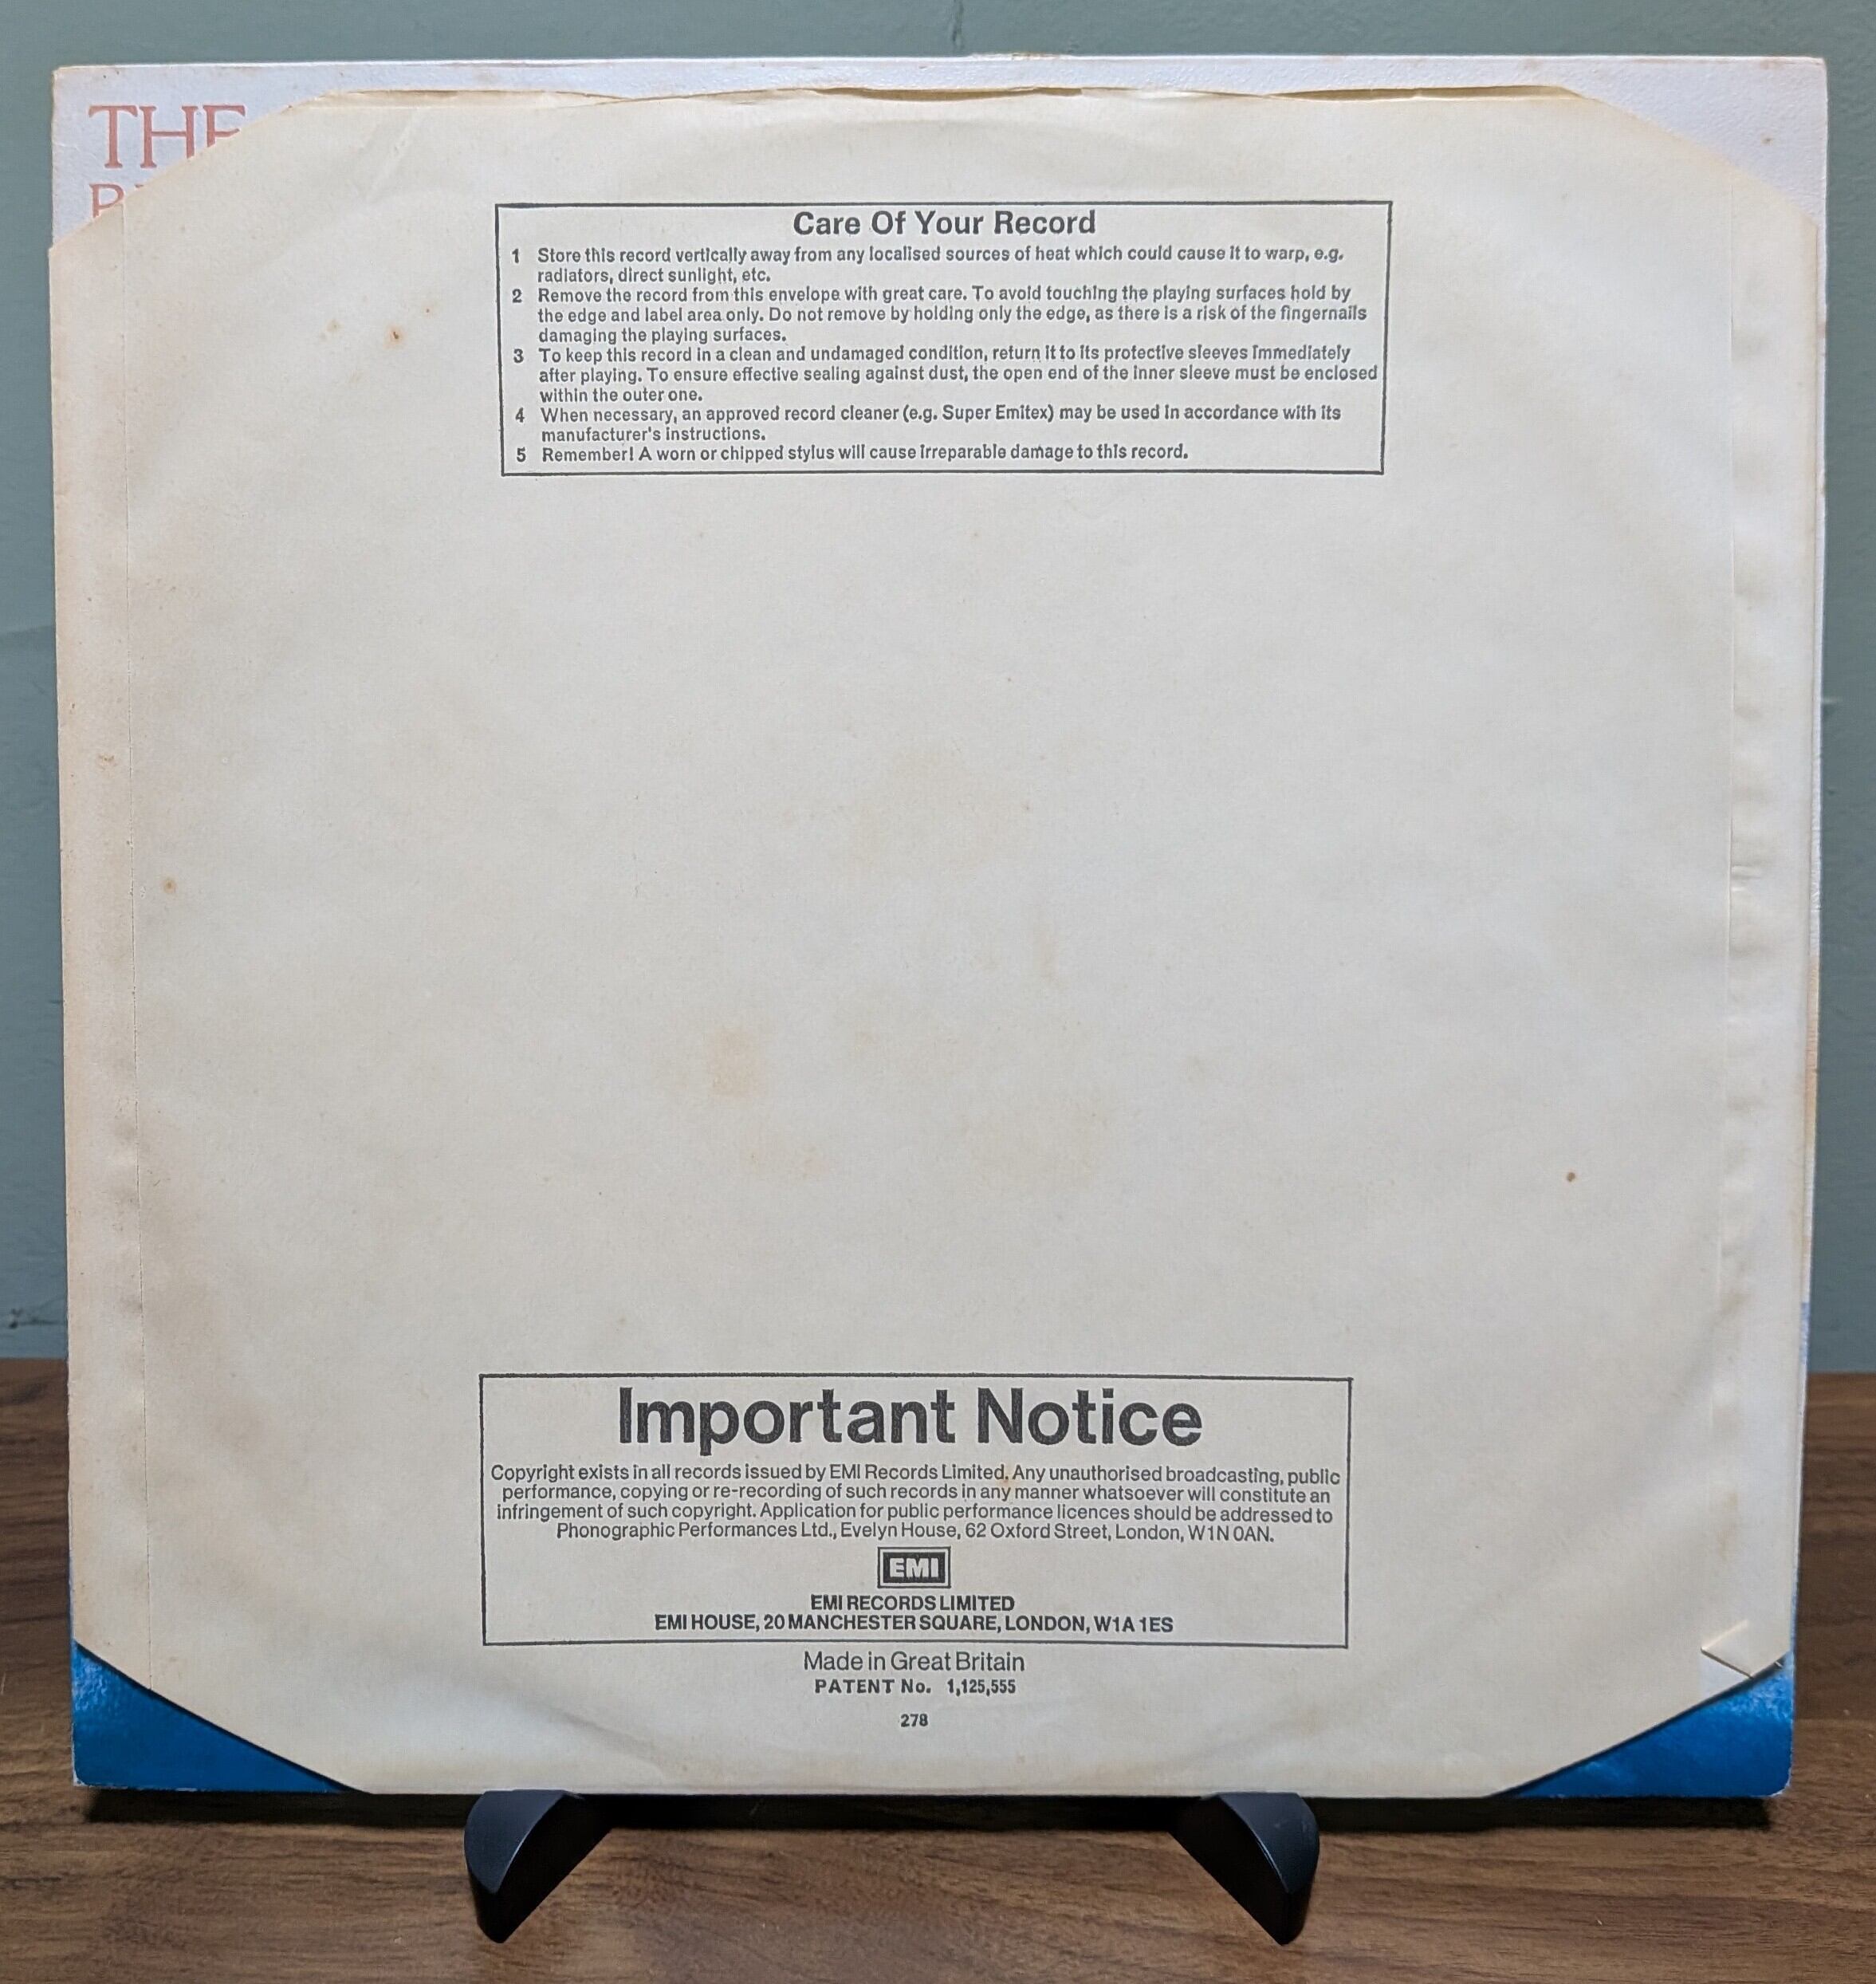 THE
Care Of Your Record
1 Store this record vertically away from any localised sources of heat which could cause it to warp, e.g.
radiators, direct sunlight, etc.
2 Remove the record from this envelope with great care. To avoid touching the playing surfaces hold by
the edge and label area only. Do not remove by holding only the edge, as there is a risk of the fingernails
damaging the playing surfaces.
3 To keep this record in a clean and undamaged condition, return it to its protective sleeves immediately
after playing. To ensure effective sealing against dust, the open end of the inner sleeve must be enclosed
within the outer one.
4 When necessary, an approved record cleaner (e.g. Super Emitex) may be used in accordance with its
manufacturer's instructions.
5 Remember! A worn or chipped stylus will cause irreparable damage to this record.
Important Notice
Copyright exists in all records issued by EMI Records Limited. Any unauthorised broadcasting, public
performance, copying or re-recording of such records in any manner whatsoever will constitute an
infringement of such copyright. Application for public performance licences should be addressed to
Phonographic Performances Ltd., Evelyn House, 62 Oxford Street, London, W1N 0AN.
EMI
EMI RECORDS LIMITED
EMI HOUSE, 20 MANCHESTER SQUARE, LONDON, W1A 1ES
Made in Great Britain
PATENT No. 1,125,555
278